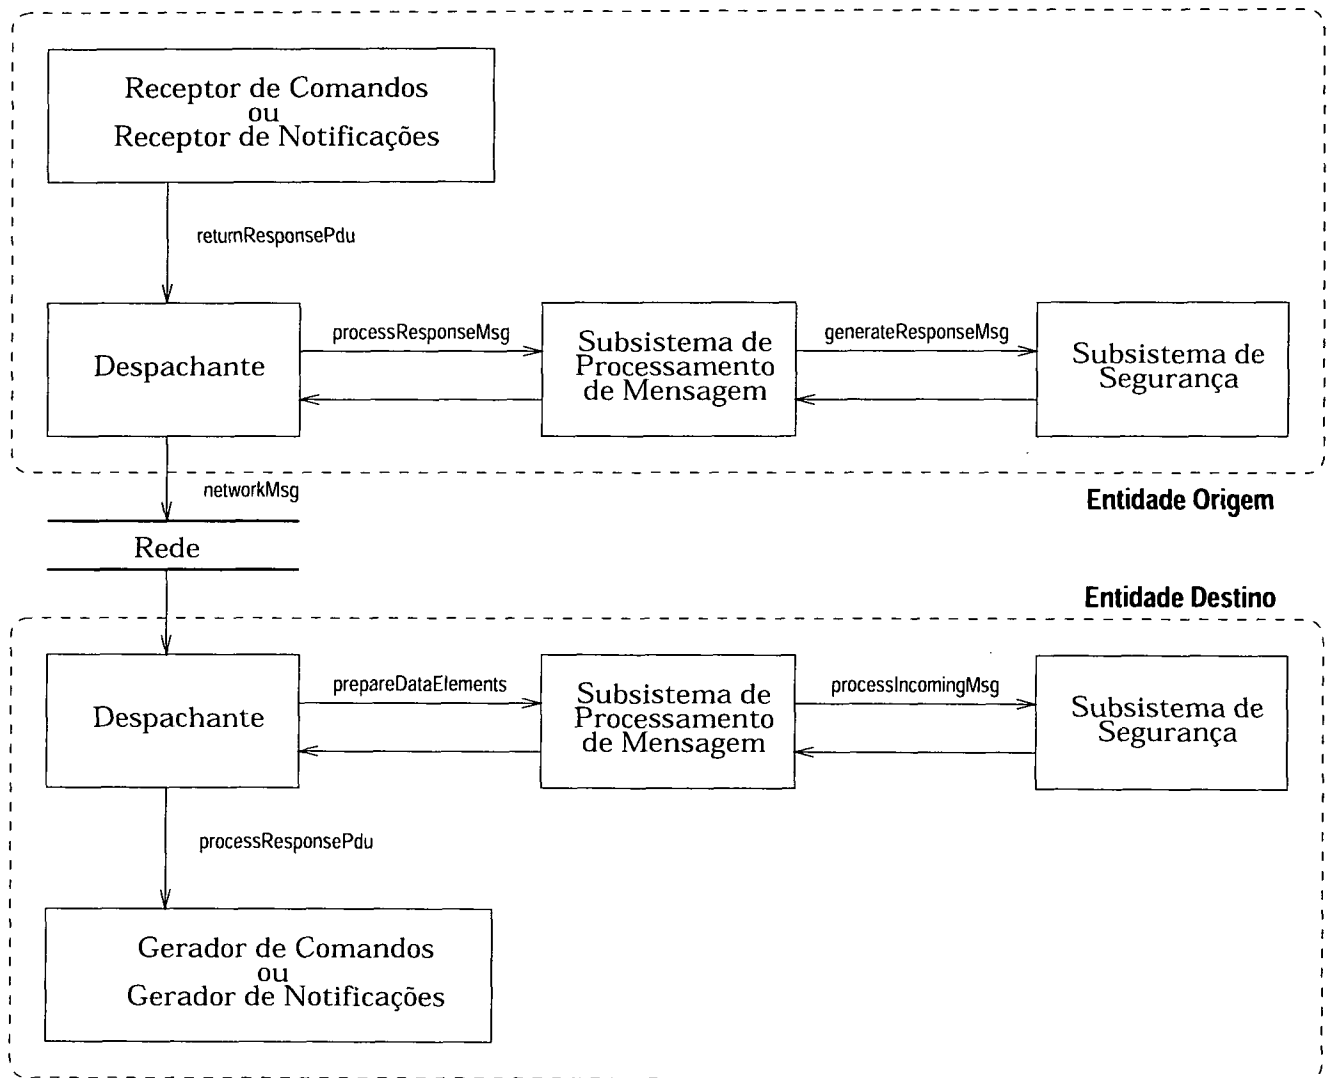 Receptor de Comandos
ou
Receptor de Notificações
returnResponsePdu
Despachante
processResponseMsg
Subsistema de
Processamento
de Mensagem
generateResponseMsg
Subsistema de
Segurança
networkMsg
Entidade Origem
Rede
Entidade Destino
Despachante
prepareDataElements
Subsistema de
Processamento
de Mensagem
processIncomingMsg
Subsistema de
Segurança
processResponsePdu
Gerador de Comandos
ou
Gerador de Notificações